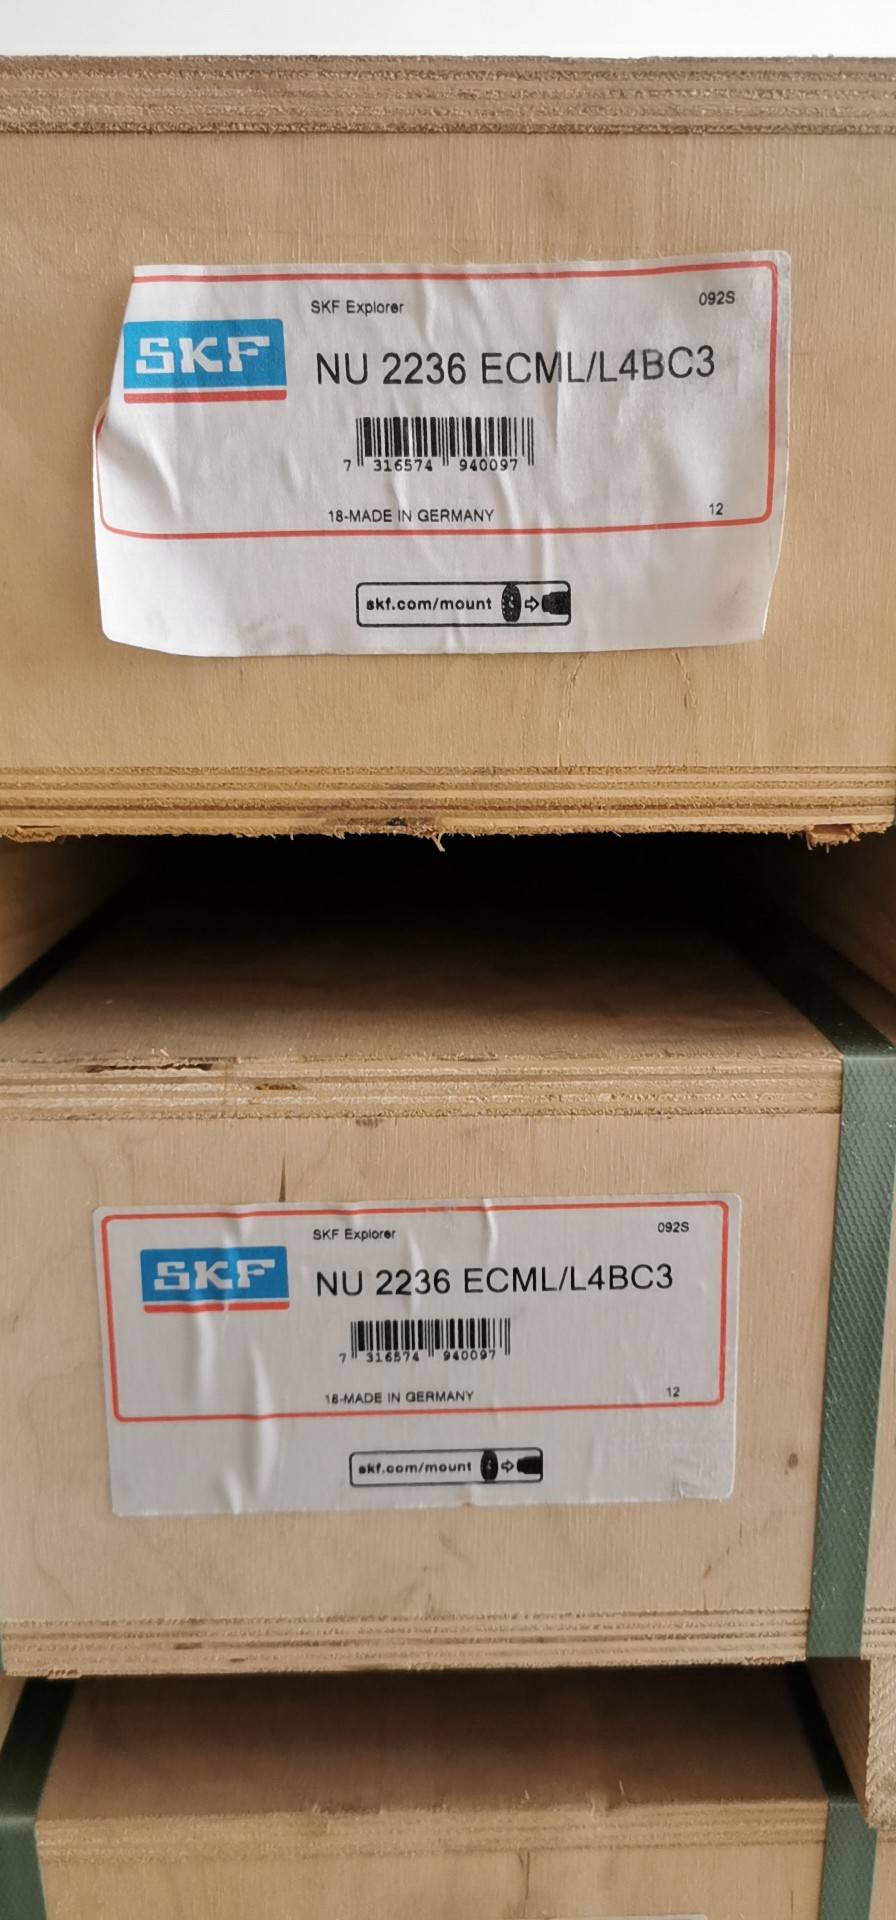 SKF Explorer 092S
SKF NU 2236 ECML/L4BC3
7 316574 940097
18-MADE IN GERMANY 12
skf.com/mount
SKF Explorer 092S
SKF NU 2236 ECML/L4BC3
7 316574 940097
18-MADE IN GERMANY 12
skf.com/mount